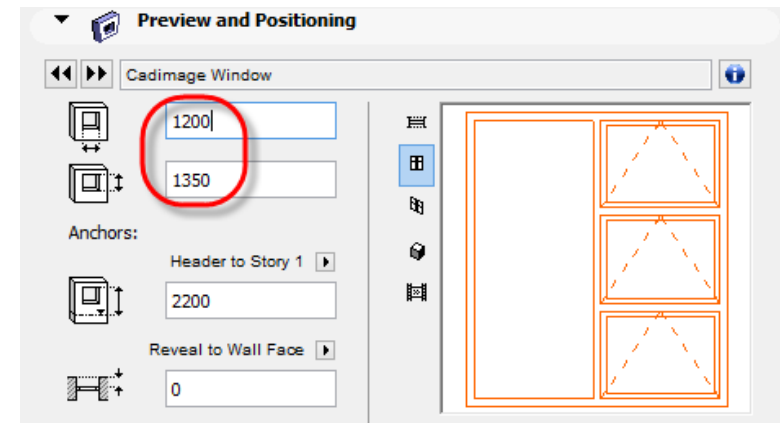 Preview and Positioning
Cadimage Window
1200
1350
Anchors:
Header to Story 1
2200
Reveal to Wall Face
0